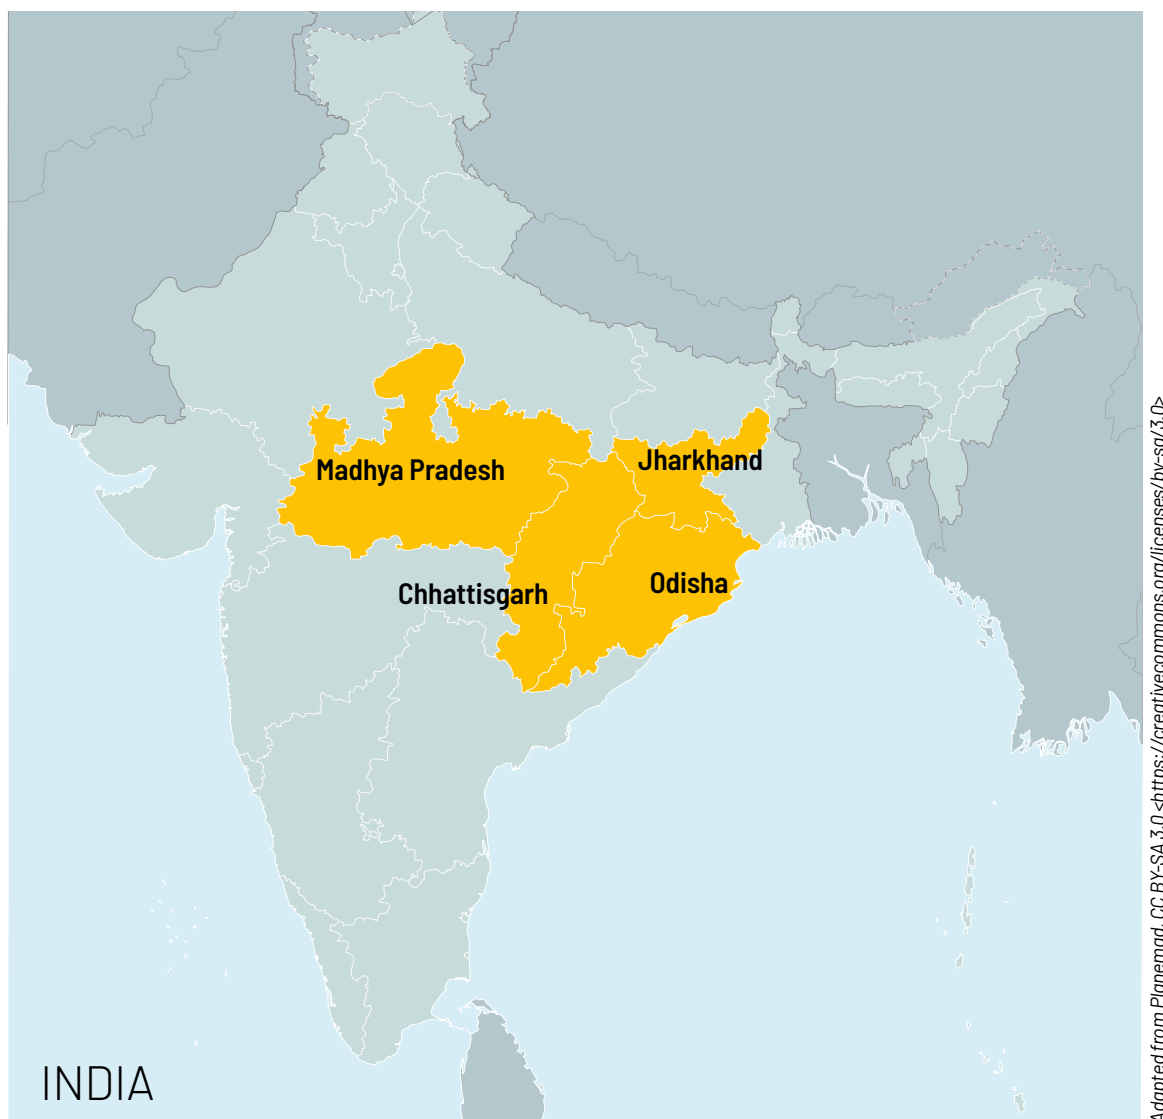 Madhya Pradesh
Jharkhand
Chhattisgarh
Odisha
INDIA
Adapted from Planemad, CC BY-SA 3.0 <https://creativecommons.org/licenses/by-sa/3.0>